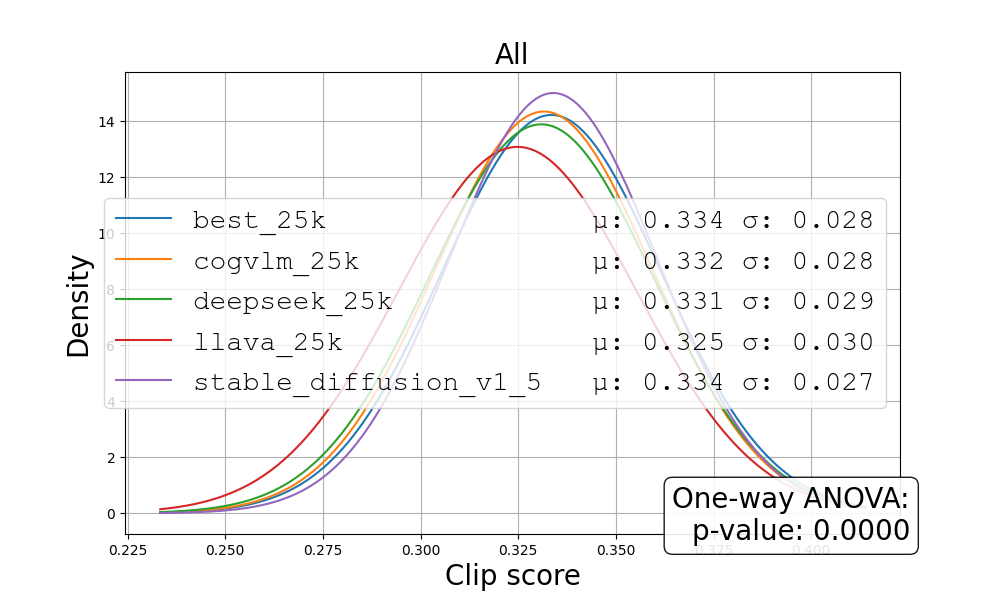 All
Density
14
12
10
8
6
4
2
0
best_25k μ: 0.334 σ: 0.028
cogvlm_25k μ: 0.332 σ: 0.028
deepseek_25k μ: 0.331 σ: 0.029
llava_25k μ: 0.325 σ: 0.030
stable_diffusion_v1_5 μ: 0.334 σ: 0.027
One-way ANOVA:
p-value: 0.0000
0.225 0.250 0.275 0.300 0.325 0.350 0.375 0.400
Clip score